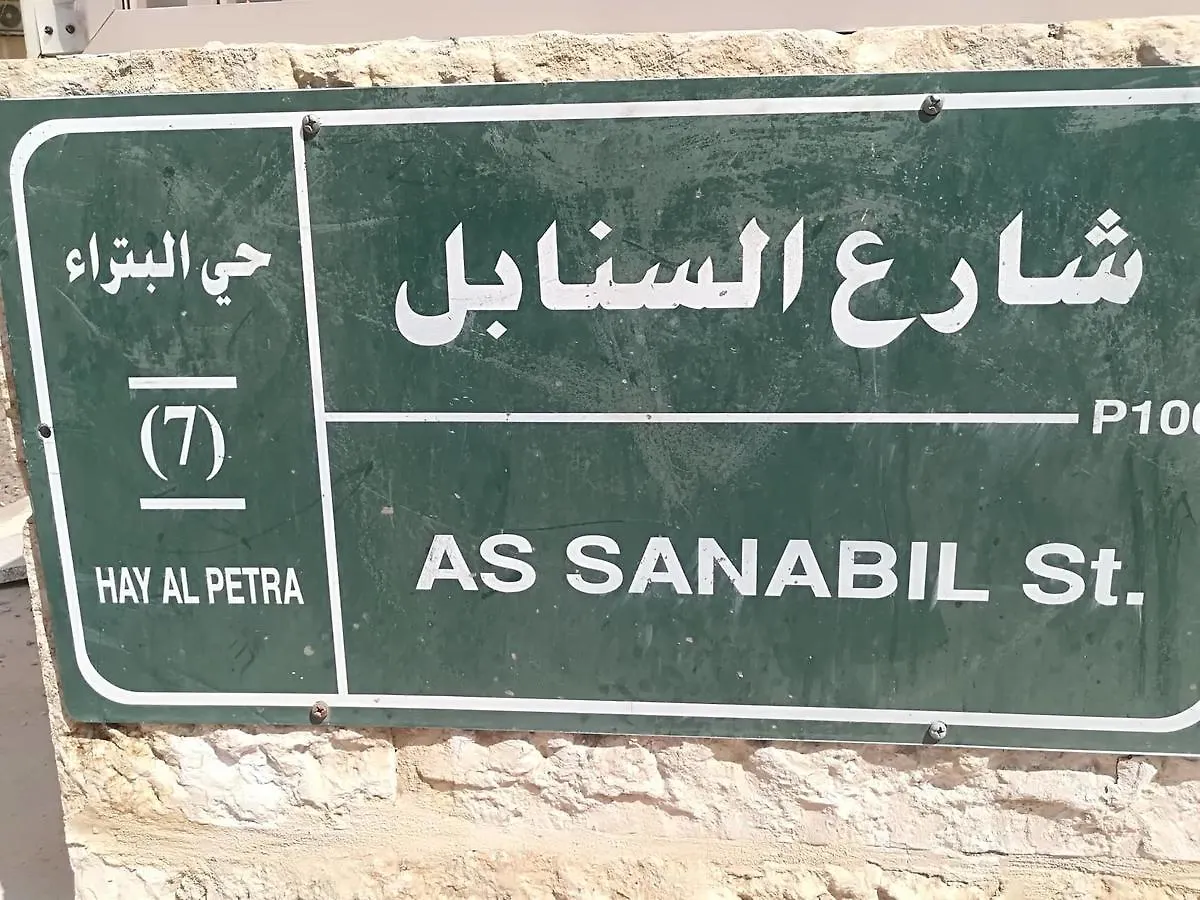 شارع السنابل
AS SANABIL St.
حي البتراء
(7)
HAY AL PETRA